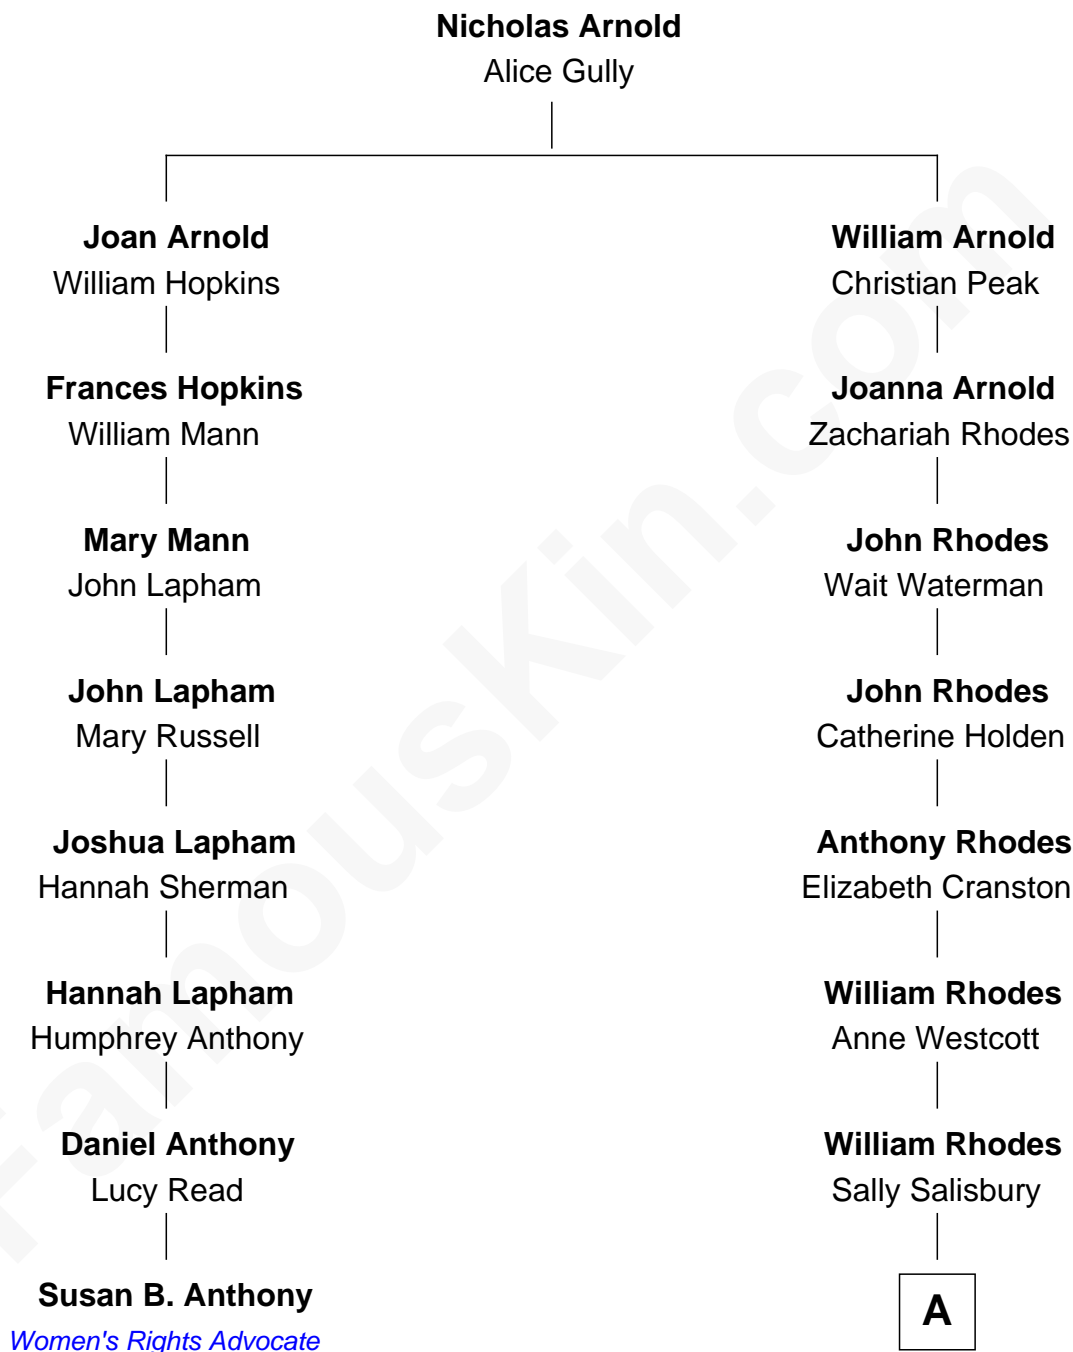 Nicholas Arnold
Alice Gully
Joan Arnold
William Hopkins
William Arnold
Christian Peak
Frances Hopkins
William Mann
Joanna Arnold
Zachariah Rhodes
Mary Mann
John Lapham
John Rhodes
Wait Waterman
John Lapham
Mary Russell
John Rhodes
Catherine Holden
Joshua Lapham
Hannah Sherman
Anthony Rhodes
Elizabeth Cranston
Hannah Lapham
Humphrey Anthony
William Rhodes
Anne Westcott
Daniel Anthony
Lucy Read
William Rhodes
Sally Salisbury
Susan B. Anthony
Women's Rights Advocate
A
FamousKin.com